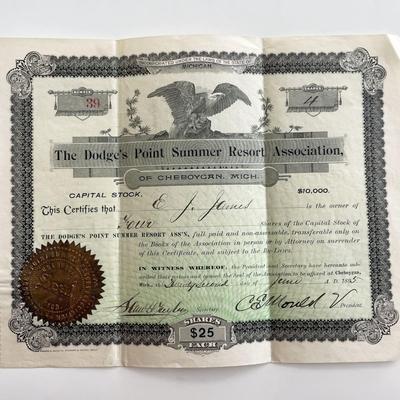 INCORPORATED UNDER THE LAWS OF THE STATE OF
MICHIGAN.
NUMBER
39
SHARES
4
The Dodge's Point Summer Resort Association,
OF CHEBOYGAN, MICH.
CAPITAL STOCK, $10,000.
This Certifies that E. J. James is the owner of
Four Shares of the Capital Stock of
THE DODGE'S POINT SUMMER RESORT ASS'N, full paid and non-assessable, transferable only on
the Books of the Association in person or by Attorney on surrender
of this Certificate, and subject to the By-Laws.
IN WITNESS WHEREOF, the President and Secretary have hereunto
subscribed their names and caused the Seal of the Association to be affixed at Cheboygan,
Mich., this Twenty second day of June A. D. 1895
Secretary. President.
SHARES
$25
EACH